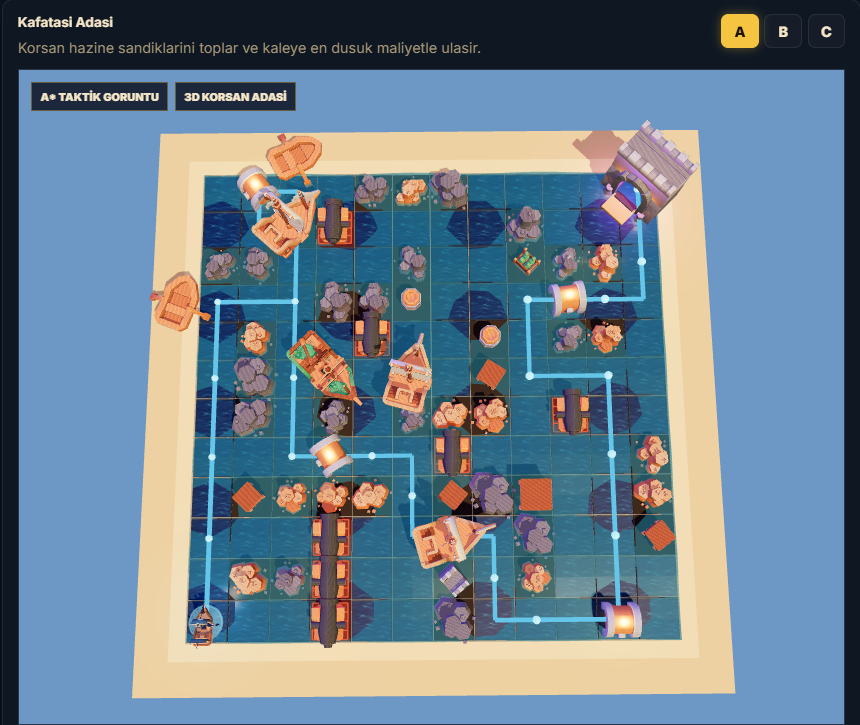 Kafatasi Adasi
Korsan hazine sandiklarini toplar ve kaleye en dusuk maliyetle ulasir.
A B C
A* TAKTİK GORUNTU 3D KORSAN ADASİ